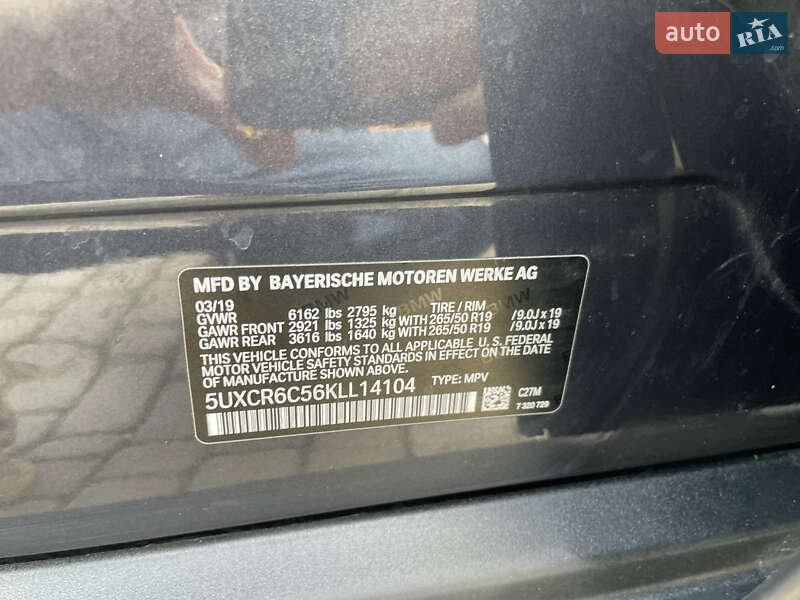 auto RIA .com
MFD BY BAYERISCHE MOTOREN WERKE AG
03/19 TIRE / RIM
GVWR 6162 lbs 2795 kg
GAWR FRONT 2921 lbs 1325 kg WITH 265/50 R19 /9.0J x 19
GAWR REAR 3616 lbs 1640 kg WITH 265/50 R19 /9.0J x 19
THIS VEHICLE CONFORMS TO ALL APPLICABLE U.S. FEDERAL
MOTOR VEHICLE SAFETY STANDARDS IN EFFECT ON THE DATE
OF MANUFACTURE SHOWN ABOVE.
5UXCR6C56KLL14104 TYPE: MPV
C27M
7 320 729